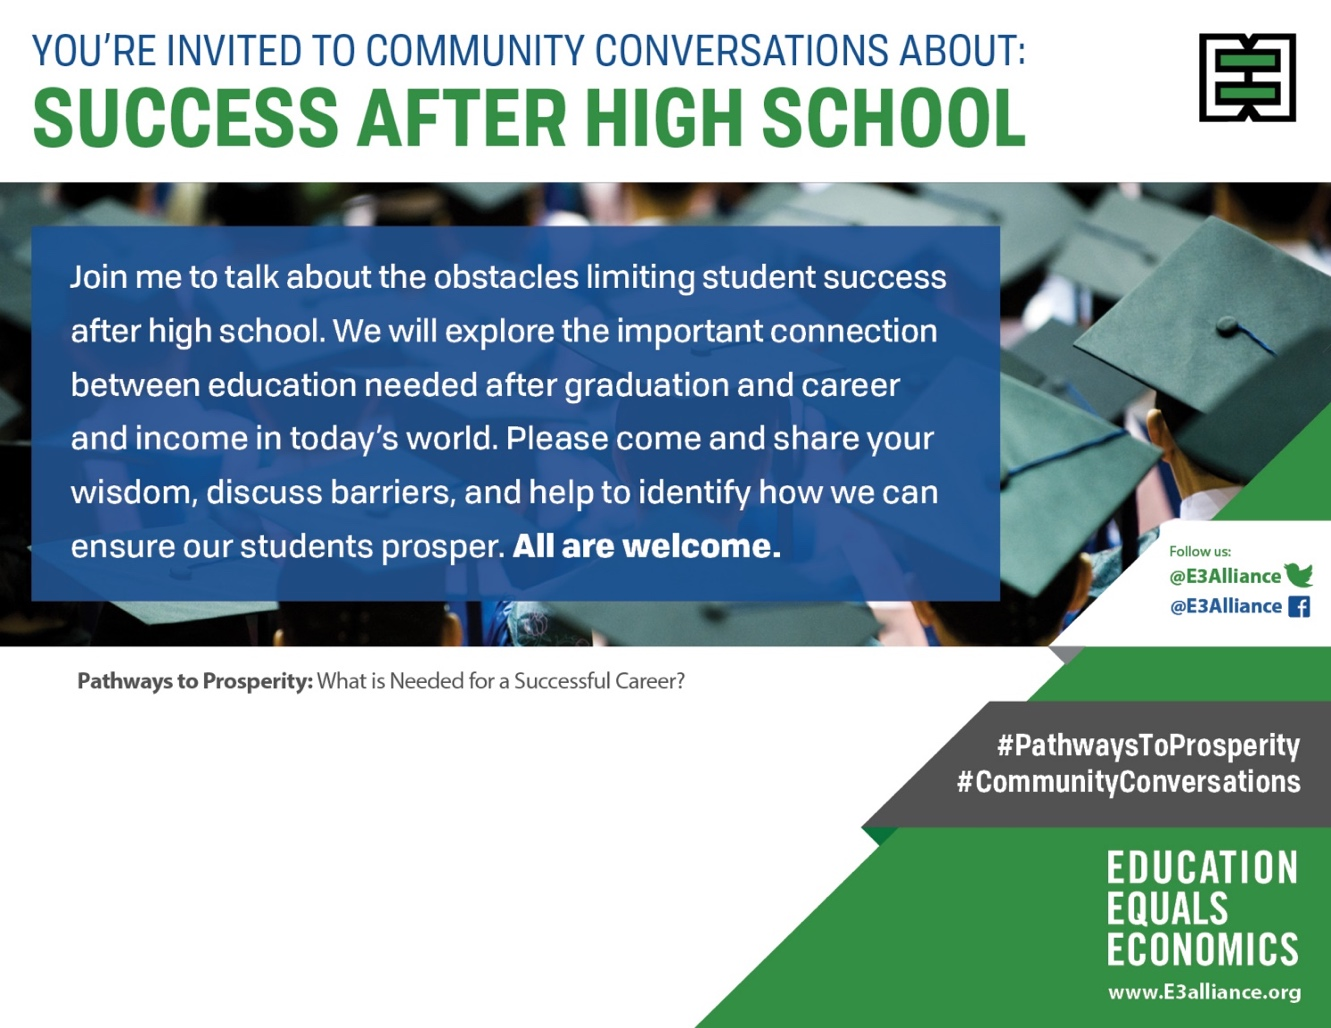 YOU'RE INVITED TO COMMUNITY CONVERSATIONS ABOUT:
SUCCESS AFTER HIGH SCHOOL
Join me to talk about the obstacles limiting student success
after high school. We will explore the important connection
between education needed after graduation and career
and income in today's world. Please come and share your
wisdom, discuss barriers, and help to identify how we can
ensure our students prosper. All are welcome.
Follow us:
@E3Alliance
@E3Alliance
Pathways to Prosperity: What is Needed for a Successful Career?
#PathwaysToProsperity
#CommunityConversations
EDUCATION
EQUALS
ECONOMICS
www.E3alliance.org